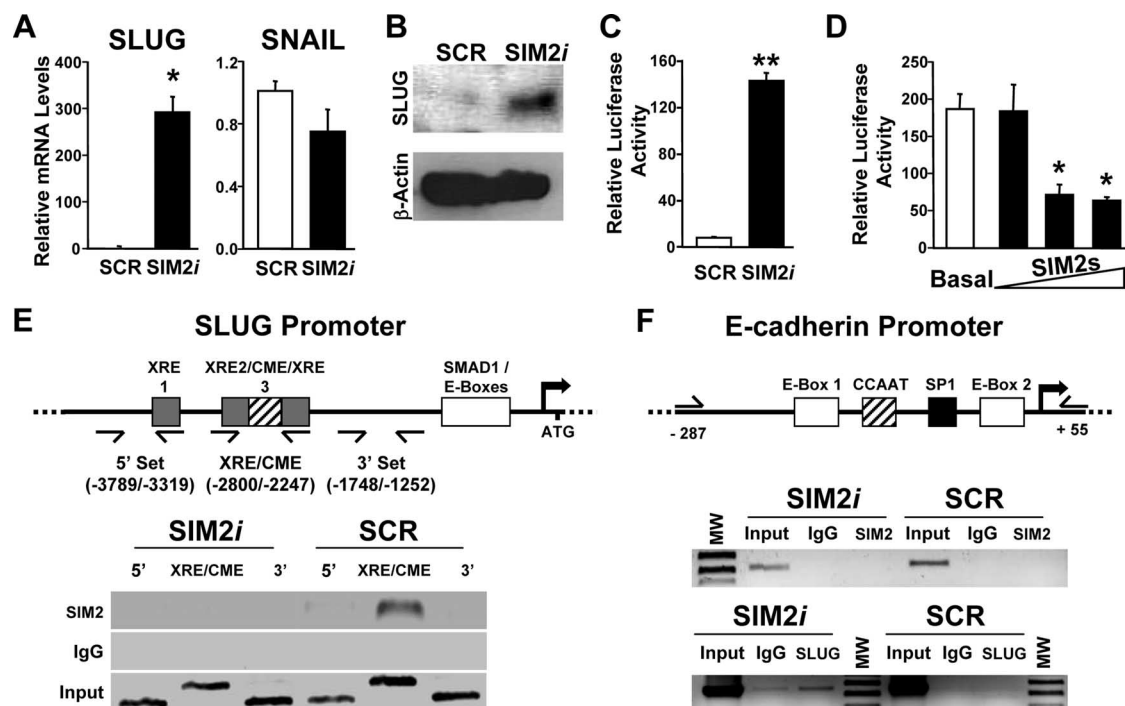 A
SLUG
SNAIL
Relative mRNA Levels
400
300
200
100
0
*
1.2
0.8
0.4
0.0
SCR SIM2i
SCR SIM2i
B
SCR SIM2i
SLUG
β-Actin
C
Relative Luciferase
Activity
160
120
80
40
0
**
SCR SIM2i
D
Relative Luciferase
Activity
250
200
150
100
50
0
* *
Basal SIM2s
E
SLUG Promoter
XRE
1
XRE2/CME/XRE
3
SMAD1 /
E-Boxes
ATG
5' Set
(-3789/-3319)
XRE/CME
(-2800/-2247)
3' Set
(-1748/-1252)
SIM2i SCR
5' XRE/CME 3' 5' XRE/CME 3'
SIM2
IgG
Input
F
E-cadherin Promoter
E-Box 1 CCAAT SP1 E-Box 2
- 287
+ 55
SIM2i SCR
MW Input IgG SIM2 Input IgG SIM2
SIM2i SCR
Input IgG SLUG MW Input IgG SLUG MW